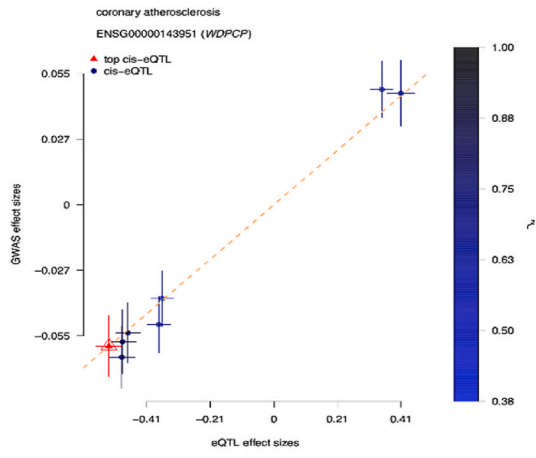 coronary atherosclerosis
ENSG00000143951 (WDPCP)
top cis−eQTL
cis−eQTL
0.055
0.027
0
−0.027
−0.055
GWAS effect sizes
−0.41
−0.21
0
0.21
0.41
eQTL effect sizes
1.00
0.88
0.75
0.63
0.50
0.38